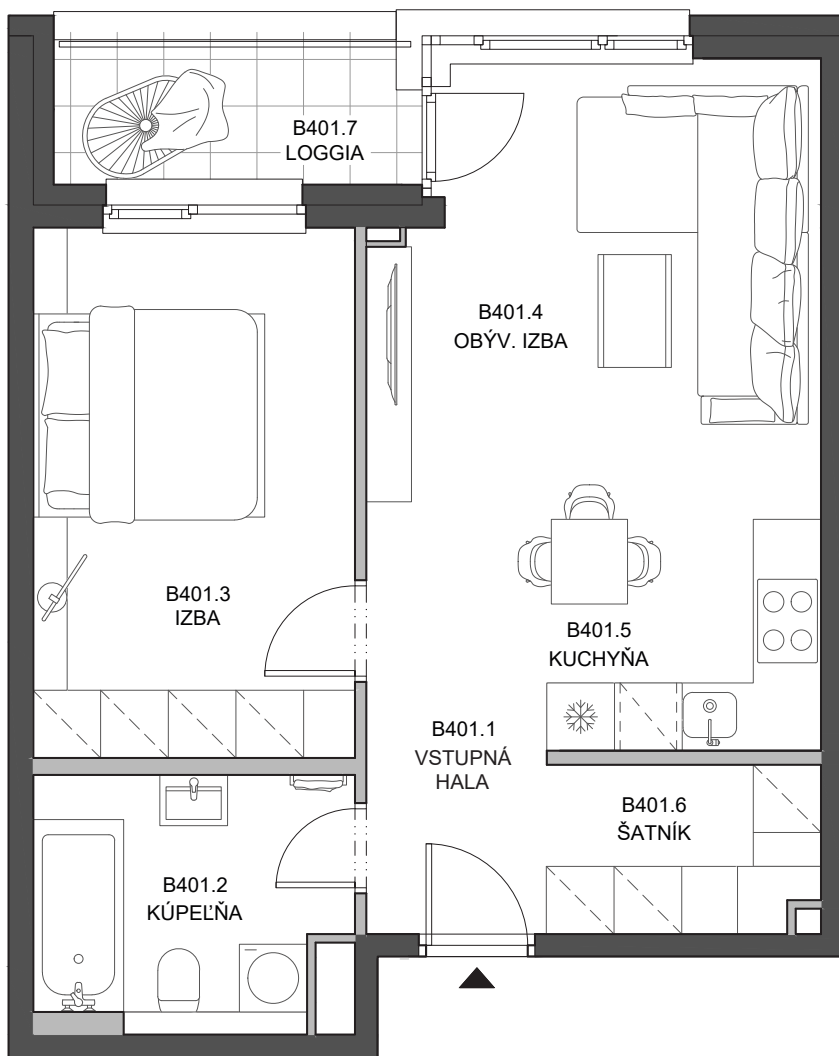 B401.7
LOGGIA
B401.4
OBÝV. IZBA
B401.3
IZBA
B401.5
KUCHYŇA
B401.1
VSTUPNÁ
HALA
B401.6
ŠATNÍK
B401.2
KÚPEĽŇA